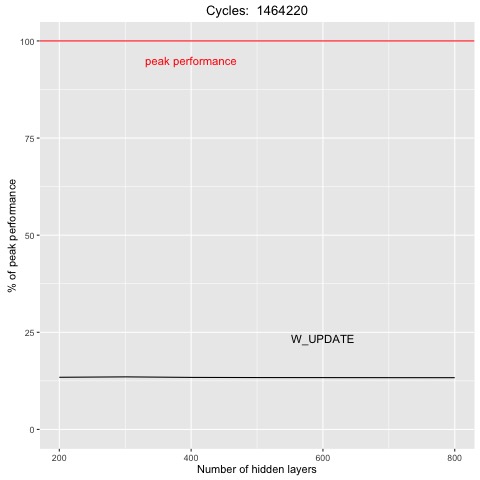 Cycles:  1464220
100
peak performance
75
% of peak performance
50
25
W_UPDATE
0
200 400 600 800
Number of hidden layers